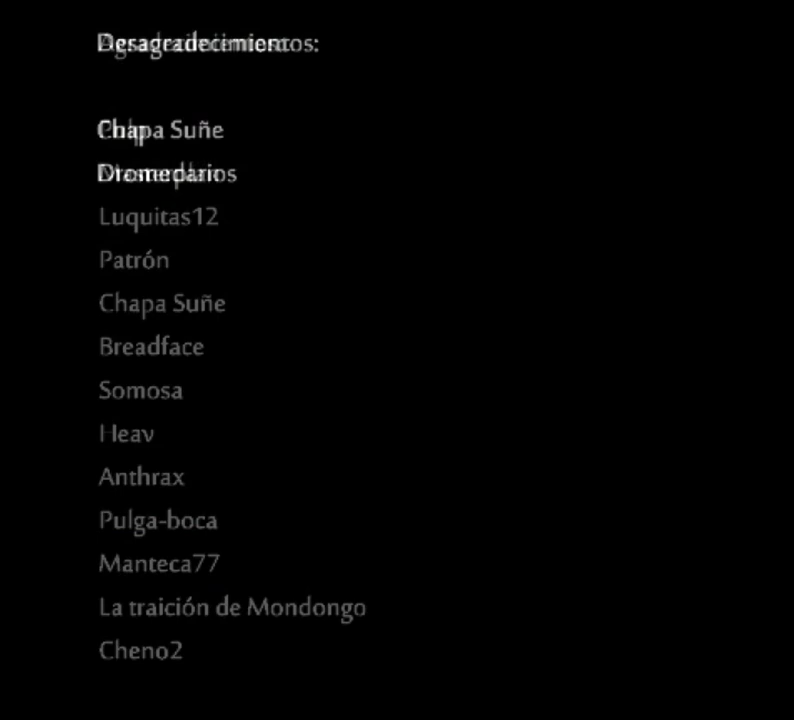 Desagradecimientos:
Chapa Suñe
Dromedarios
Luquitas12
Patrón
Chapa Suñe
Breadface
Somosa
Heav
Anthrax
Pulga-boca
Manteca77
La traición de Mondongo
Cheno2